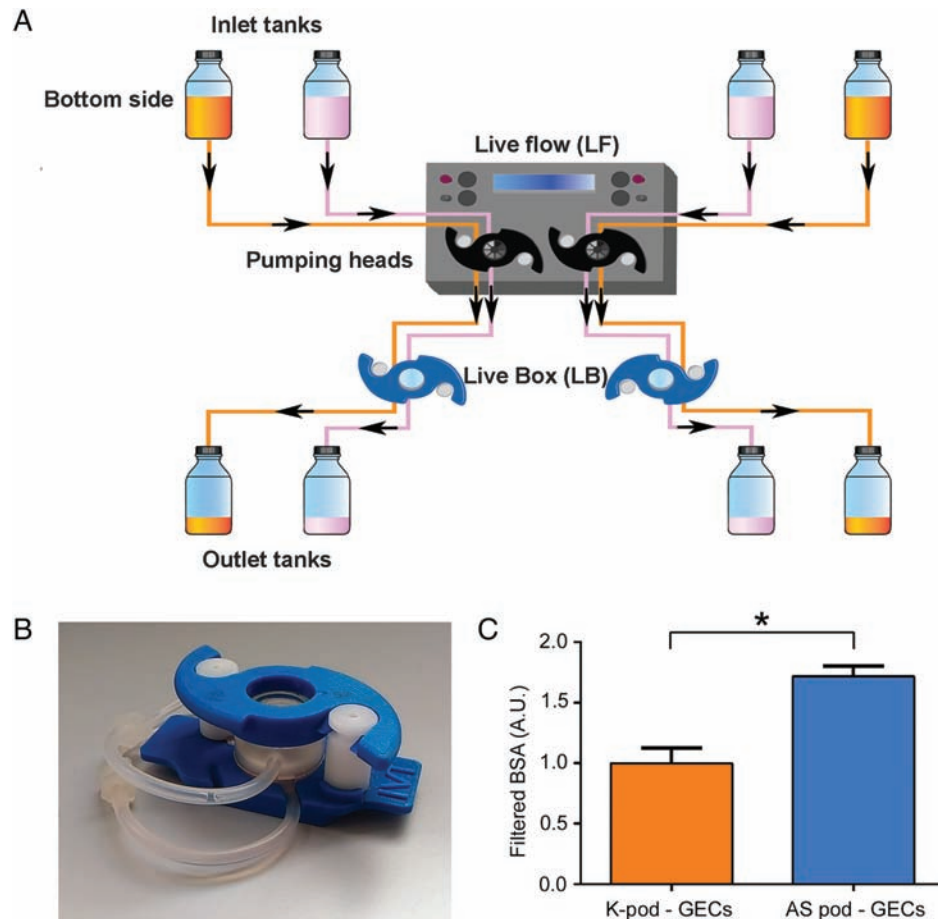 A
Inlet tanks
Bottom side
Live flow (LF)
Pumping heads
Live Box (LB)
Outlet tanks
B
C
*
Filtered BSA (A.U.)
2.0
1.5
1.0
0.5
0.0
K-pod - GECs
AS pod - GECs